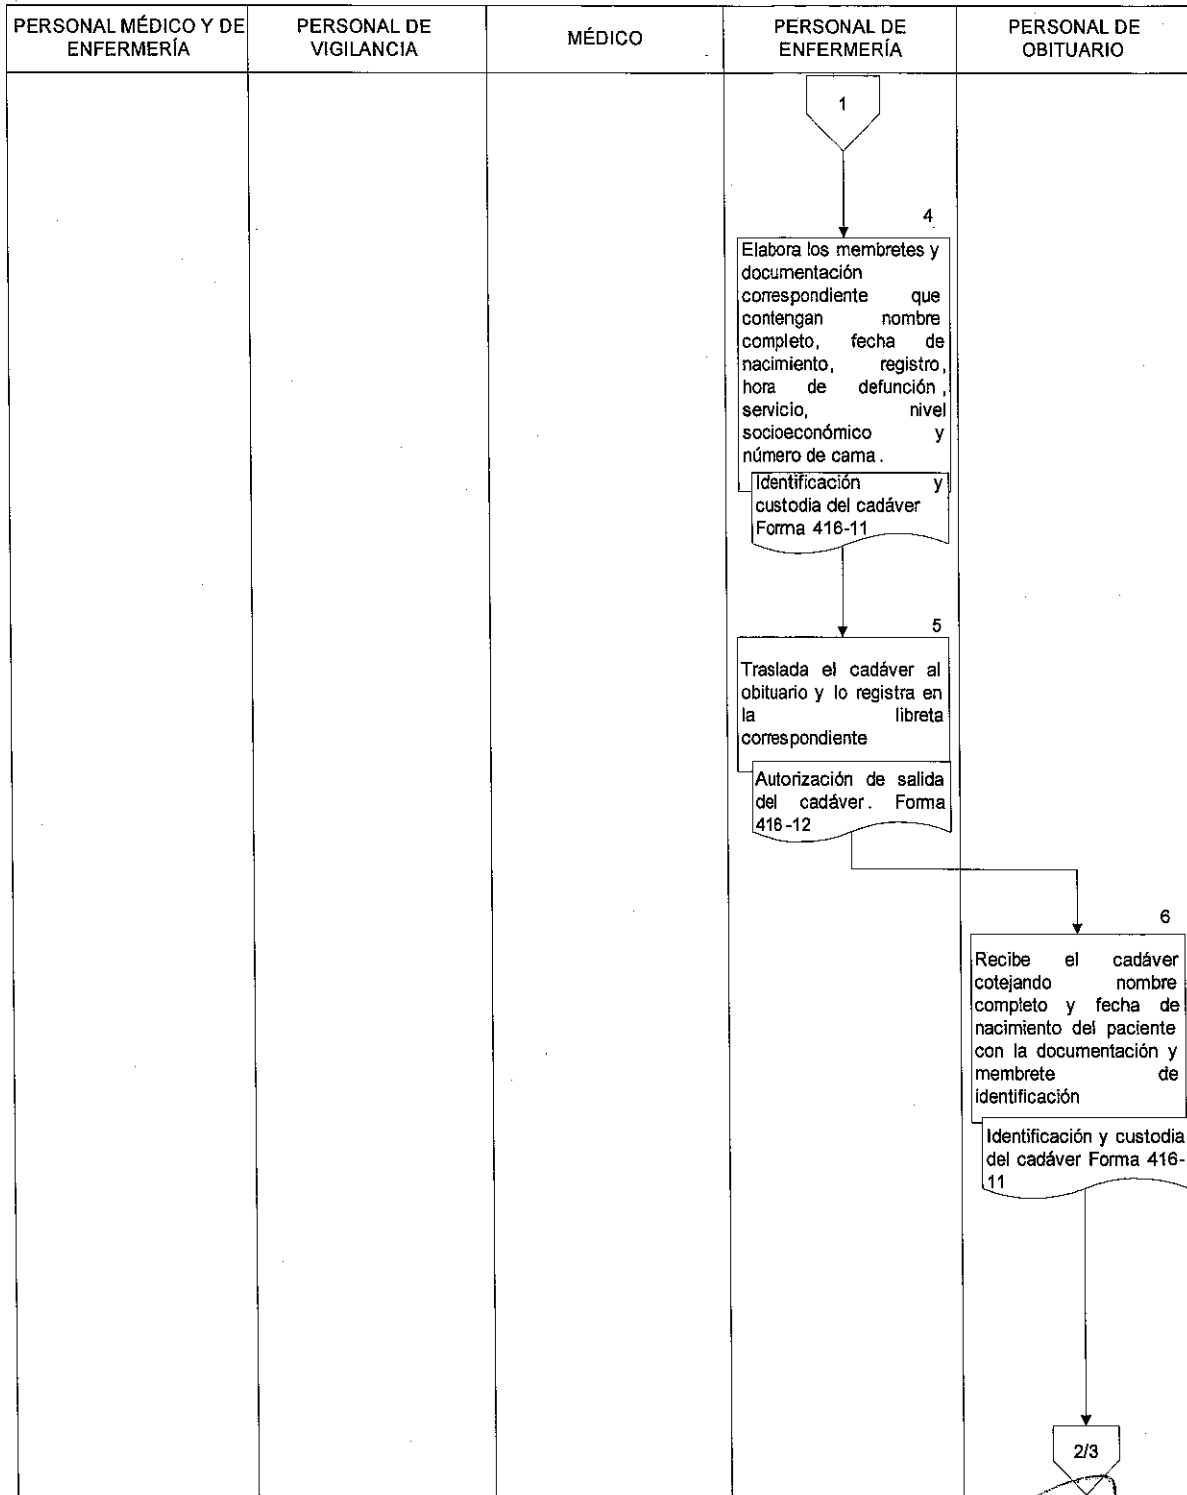 PERSONAL MÉDICO Y DE
ENFERMERÍA
PERSONAL DE
VIGILANCIA
MÉDICO
PERSONAL DE
ENFERMERÍA
PERSONAL DE
OBITUARIO
1
4
Elabora los membretes y
documentación
correspondiente que
contengan nombre
completo, fecha de
nacimiento, registro,
hora de defunción,
servicio, nivel
socioeconómico y
número de cama.
Identificación y
custodia del cadáver
Forma 416-11
5
Traslada el cadáver al
obituario y lo registra en
la libreta
correspondiente
Autorización de salida
del cadáver. Forma
416-12
6
Recibe el cadáver
cotejando nombre
completo y fecha de
nacimiento del paciente
con la documentación y
membrete de
identificación
Identificación y custodia
del cadáver Forma 416-
11
2/3